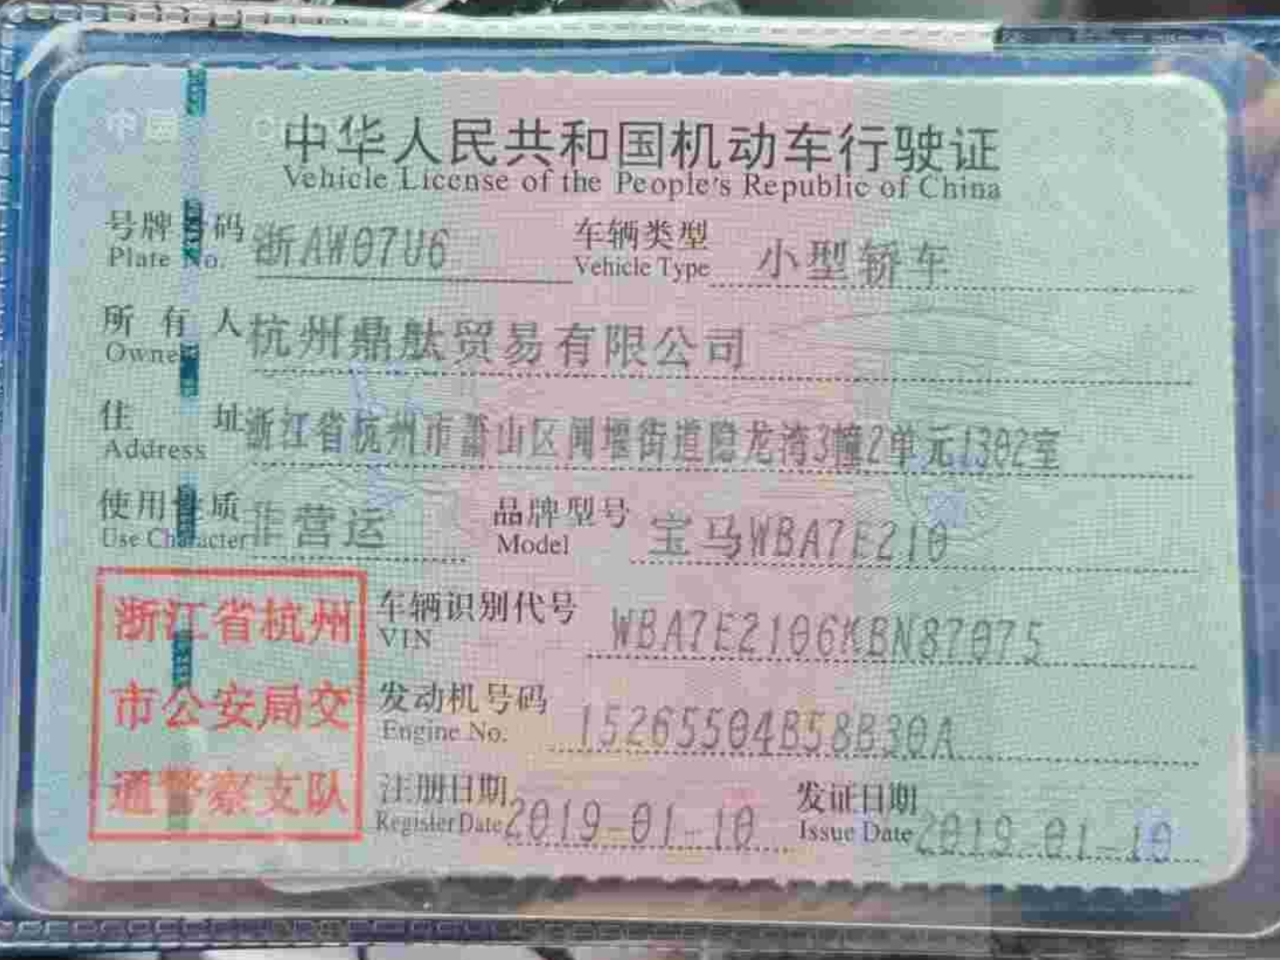 中国 CHINA
中华人民共和国机动车行驶证
Vehicle License of the People's Republic of China
号牌号码 浙AW07U6 车辆类型 小型轿车
Plate No. Vehicle Type
所有人 杭州鼎肽贸易有限公司
Owner
住址 浙江省杭州市萧山区闻堰街道隐龙湾3幢2单元1302室
Address
使用性质 非营运 品牌型号 宝马WBA7E210
Use Character Model
浙江省杭州
市公安局交
通警察支队
车辆识别代号 WBA7E2106KBN87075
VIN
发动机号码 15265504B58B30A
Engine No.
注册日期 2019-01-10 发证日期 2019-01-10
Register Date Issue Date